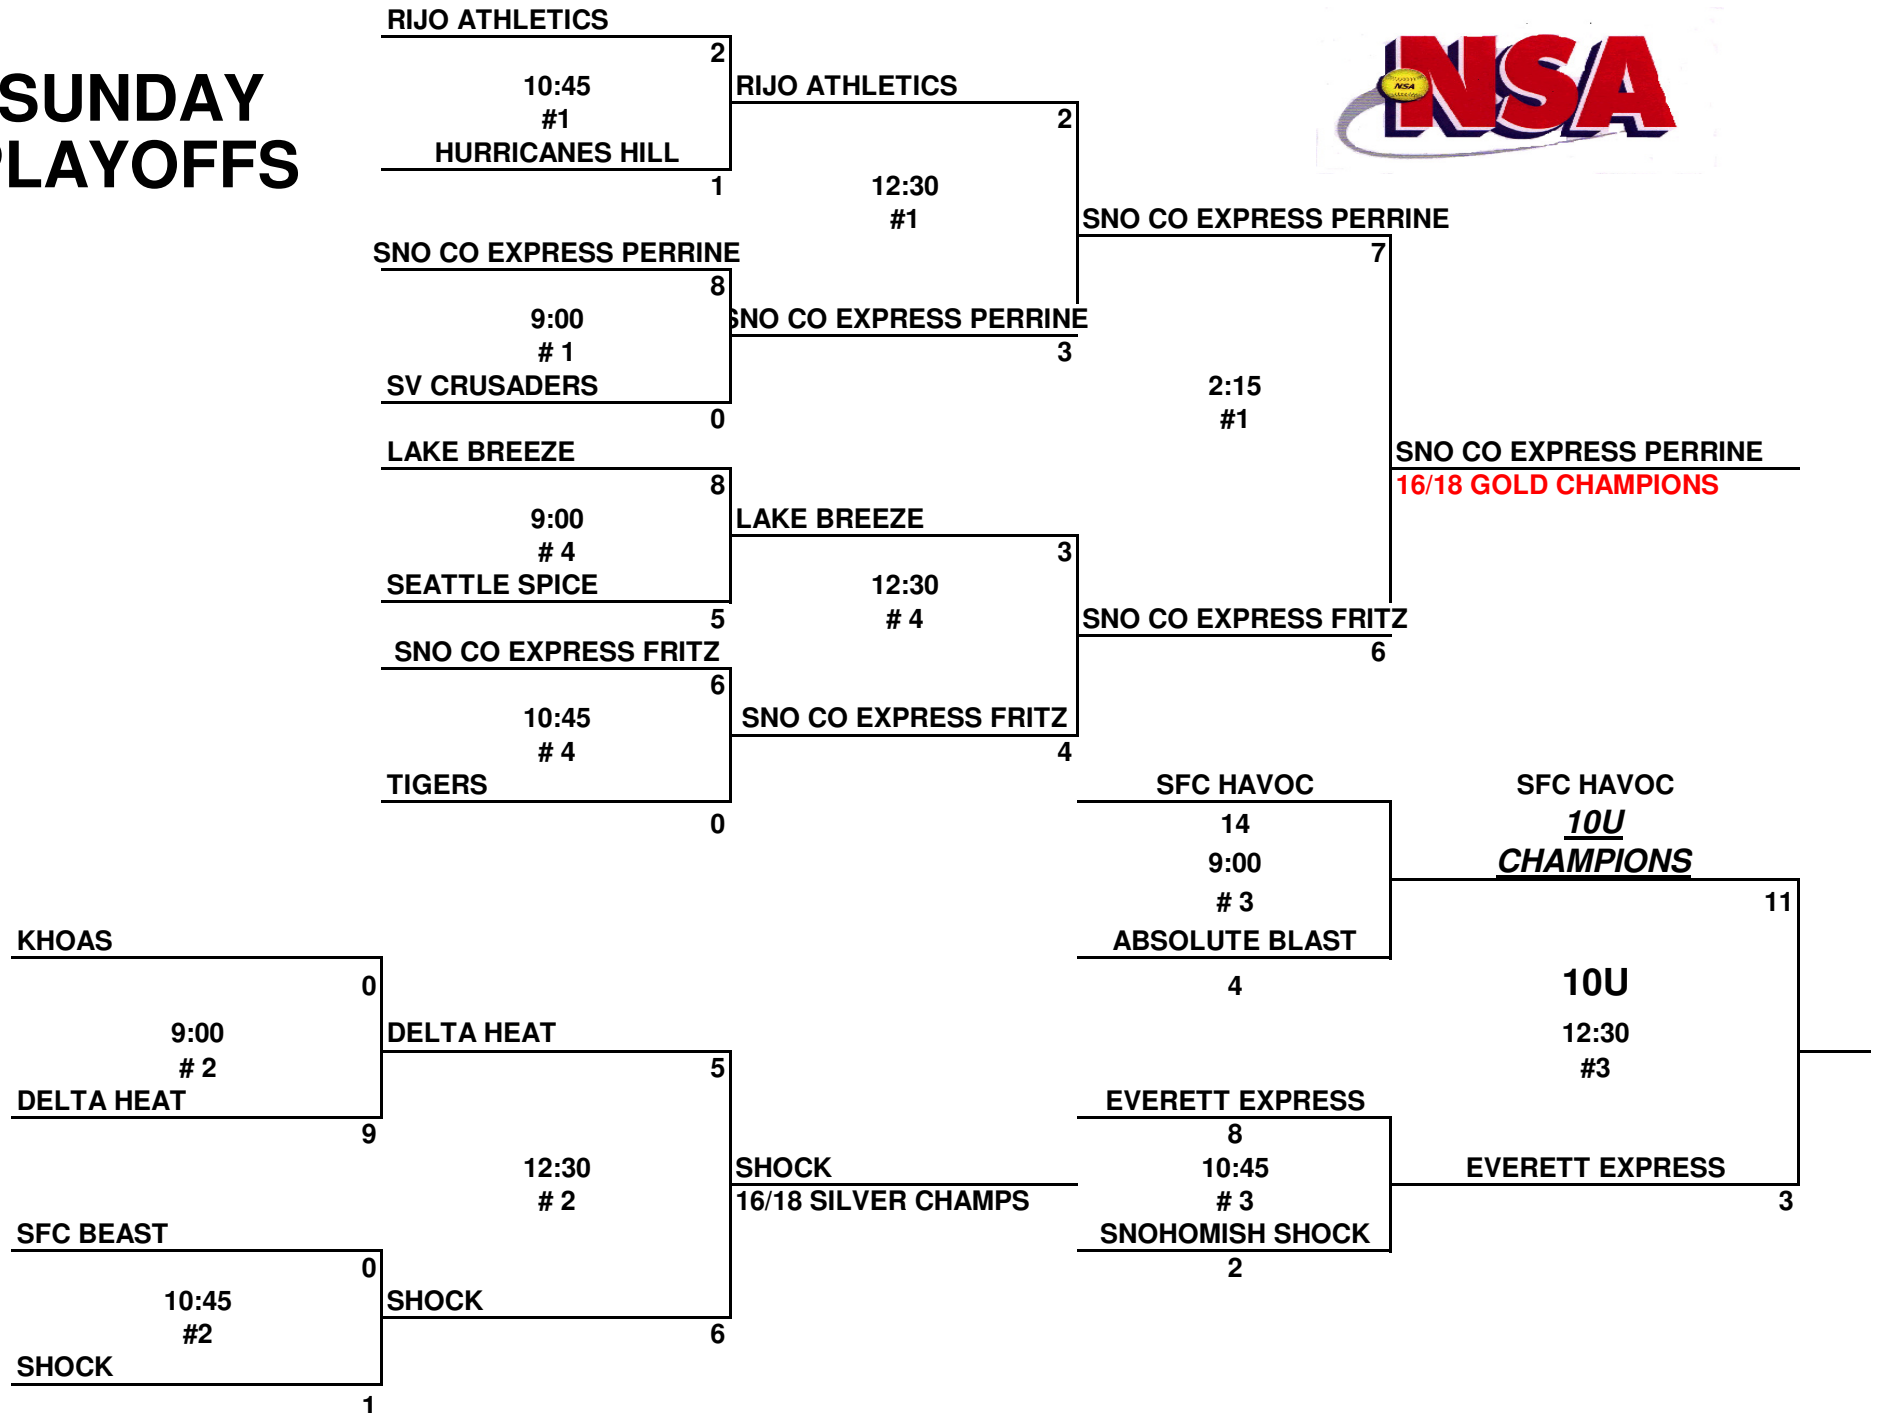 RIJO ATHLETICS
2
SUNDAY
PLAYOFFS
10:45
#1
HURRICANES HILL
1
RIJO ATHLETICS
2
12:30
#1
NSA
NSA
SNO CO EXPRESS PERRINE
8
9:00
# 1
SV CRUSADERS
0
SNO CO EXPRESS PERRINE
3
SNO CO EXPRESS PERRINE
7
2:15
#1
SNO CO EXPRESS PERRINE
16/18 GOLD CHAMPIONS
LAKE BREEZE
8
9:00
# 4
SEATTLE SPICE
5
LAKE BREEZE
3
12:30
# 4
SNO CO EXPRESS FRITZ
6
SNO CO EXPRESS FRITZ
6
10:45
# 4
TIGERS
0
SNO CO EXPRESS FRITZ
4
SFC HAVOC
14
9:00
# 3
ABSOLUTE BLAST
4
SFC HAVOC
10U
CHAMPIONS
11
10U
12:30
#3
KHOAS
0
9:00
# 2
DELTA HEAT
9
DELTA HEAT
5
12:30
# 2
SHOCK
16/18 SILVER CHAMPS
EVERETT EXPRESS
8
10:45
# 3
SNOHOMISH SHOCK
2
EVERETT EXPRESS
3
SFC BEAST
0
10:45
#2
SHOCK
1
SHOCK
6